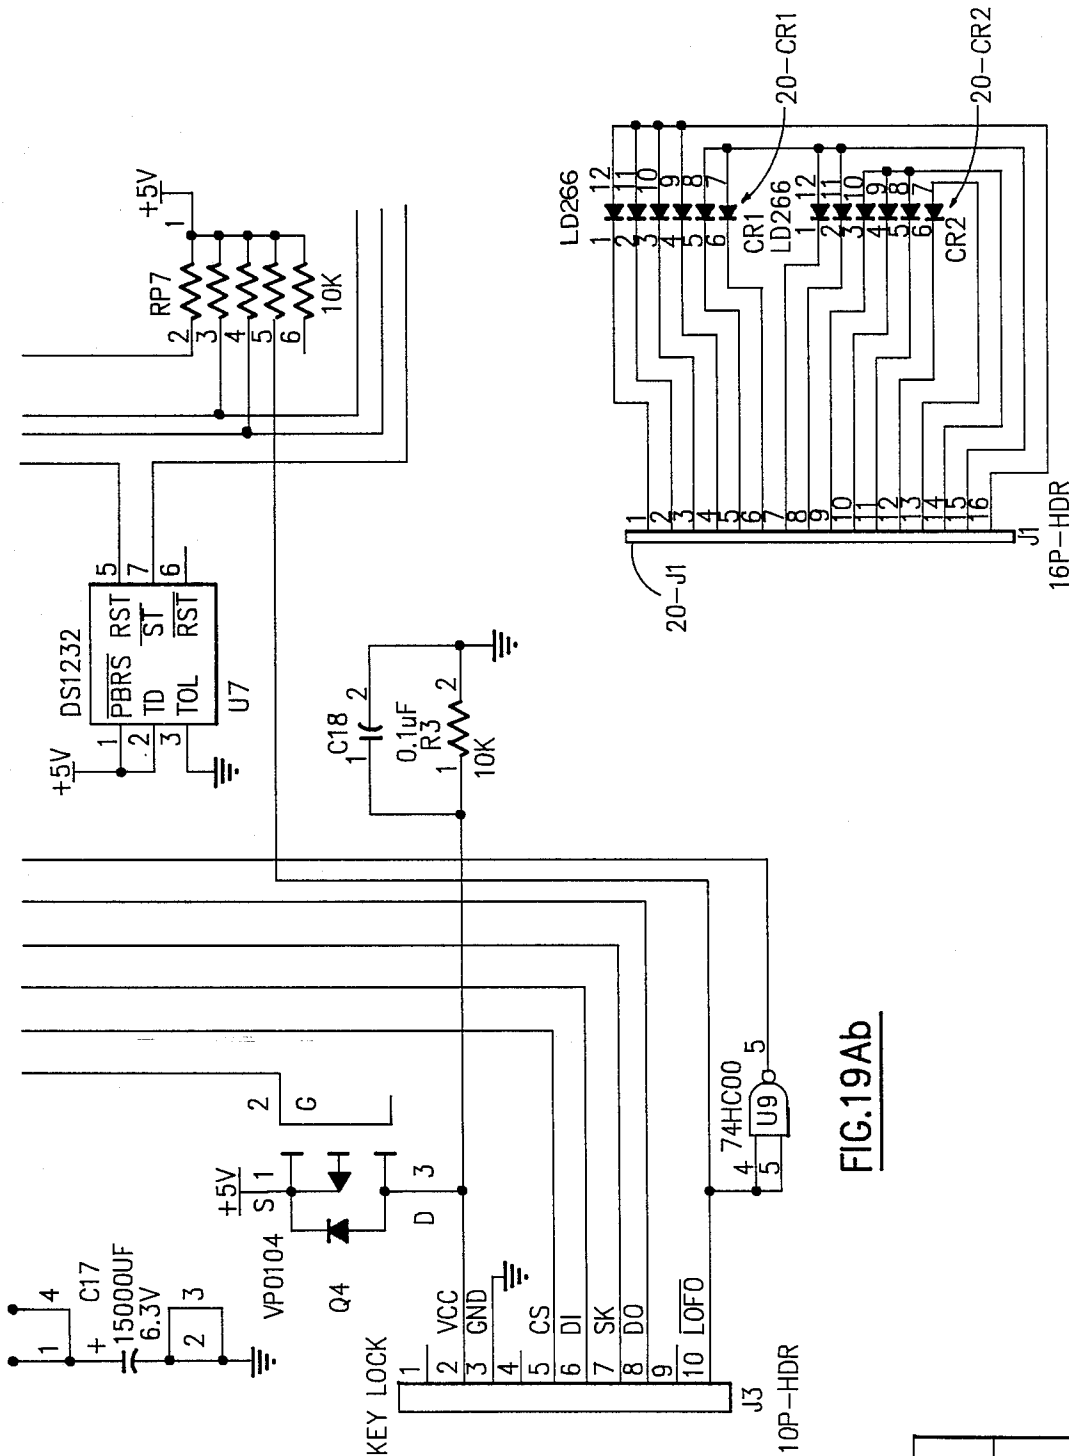 +5V
1
RP7
2
3
4
5
6
10K
LD266
1 12
2 11
3 10
4 9
5 8
6 7
CR1
20-CR1
LD266
1 12
2 11
3 10
4 9
5 8
6 7
CR2
20-CR2
1
2
3
4
5
6
7
8
9
10
11
12
13
14
15
16
20-J1
J1
16P-HDR
DS1232
+5V
1 PBRS RST 5
2 TD ST 7
3 TOL RST 6
U7
C18
1 2
0.1uF
R3
1 2
10K
74HC00
4
5
U9
5
+5V
S 1
2
G
D 3
VP0104
Q4
1 4
+ C17
15000UF
6.3V
2 3
KEY LOCK
1
2 VCC
3 GND
4
5 CS
6 DI
7 SK
8 DO
9
10 LOFO
J3
10P-HDR
FIG.19Ab